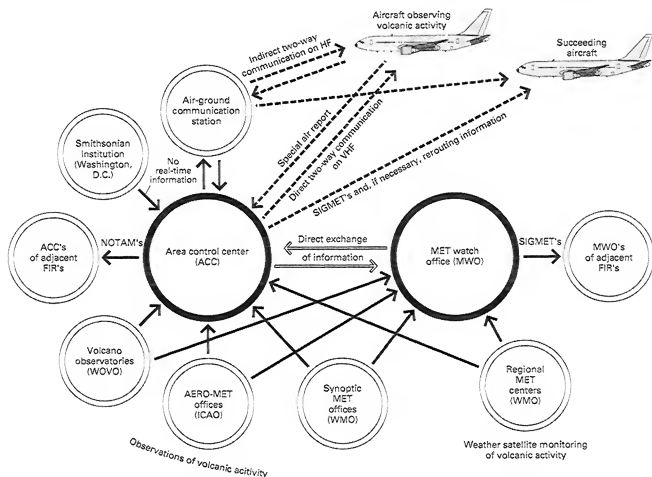 Aircraft observing
volcanic activity
Succeeding
aircraft
Indirect two-way
communication on HF
Air-ground
communication
station
Smithsonian
institution
(Washington,
D.C.)
No
real-time
information
Special air report
Direct two-way communication
on VHF
SIGMET's and, if necessary, rerouting information
ACC's
of adjacent
FIR's
NOTAM's
Area control center
(ACC)
Direct exchange
of information
MET watch
office (MWO)
SIGMET's
MWO's
of adjacent
FIR's
Volcano
observatories
(WOVO)
AERO-MET
offices
(ICAO)
Synoptic
MET
offices
(WMO)
Regional
MET
centers
(WMO)
Observations of volcanic acitivity
Weather satellite monitoring
of volcanic activity